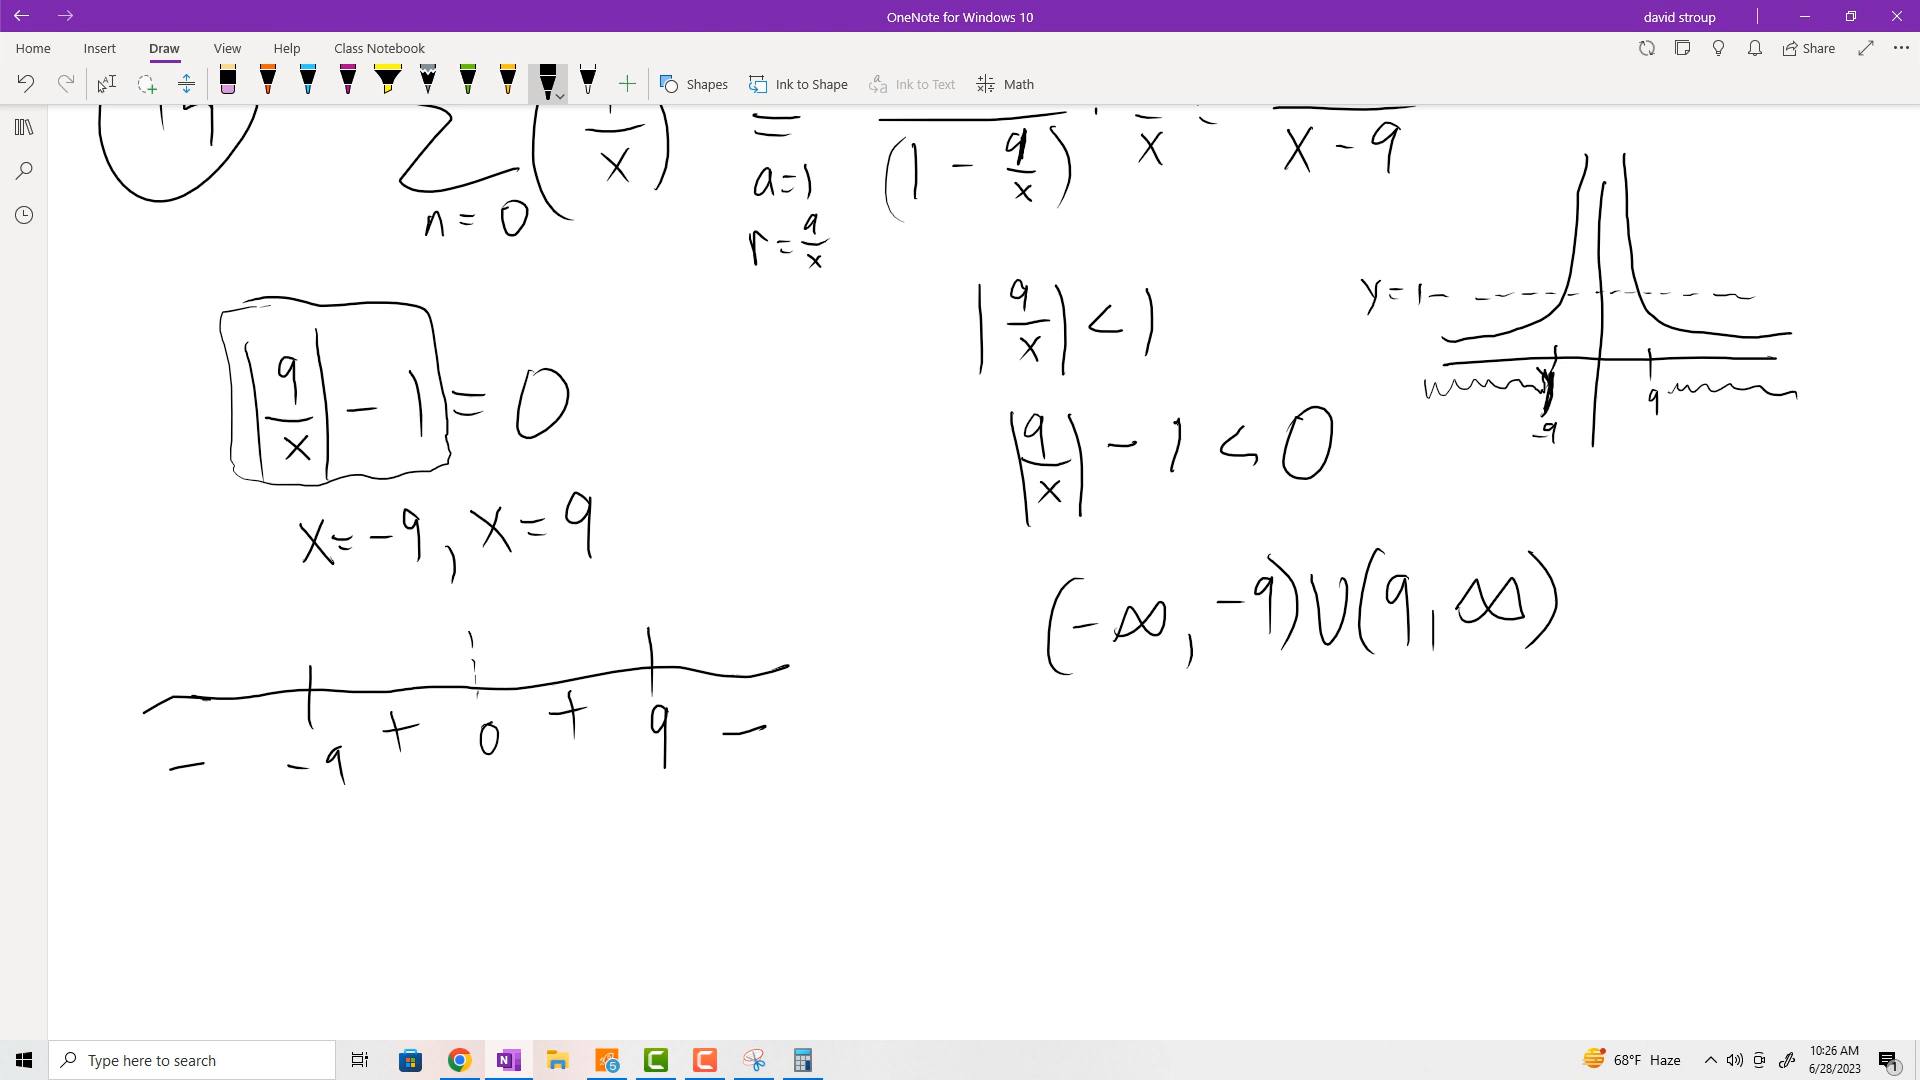 OneNote for Windows 10
david stroup
Home Insert Draw View Help Class Notebook
Share
Shapes Ink to Shape Ink to Text Math
Σ
n = 0
x
a = 1
r = 9/x
(1 - 9/x)
x
x - 9
|9/x| - 1 = 0
x = -9, x = 9
- -9 + 0 + 9 -
|9/x| < 1
|9/x| - 1 < 0
(-∞, -9) ∪ (9, ∞)
y = 1
-9 9
Type here to search
5
68°F Haze
10:26 AM
6/28/2023
1